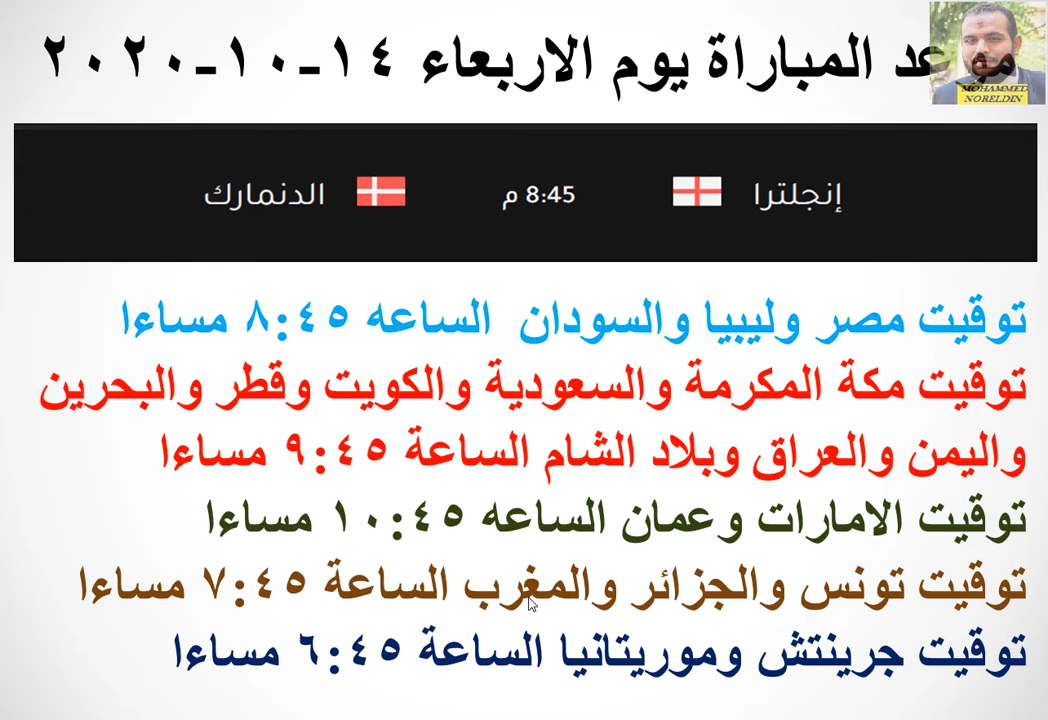 عد المباراة يوم الاربعاء ١٤-١٠-٢٠٢٠
MOHAMMED
NORELDIN
إنجلترا 8:45 م الدنمارك
توقيت مصر وليبيا والسودان الساعه ٨:٤٥ مساءا
توقيت مكة المكرمة والسعودية والكويت وقطر والبحرين
واليمن والعراق وبلاد الشام الساعة ٩:٤٥ مساءا
توقيت الامارات وعمان الساعه ١٠:٤٥ مساءا
توقيت تونس والجزائر والمغرب الساعة ٧:٤٥ مساءا
توقيت جرينتش وموريتانيا الساعة ٦:٤٥ مساءا